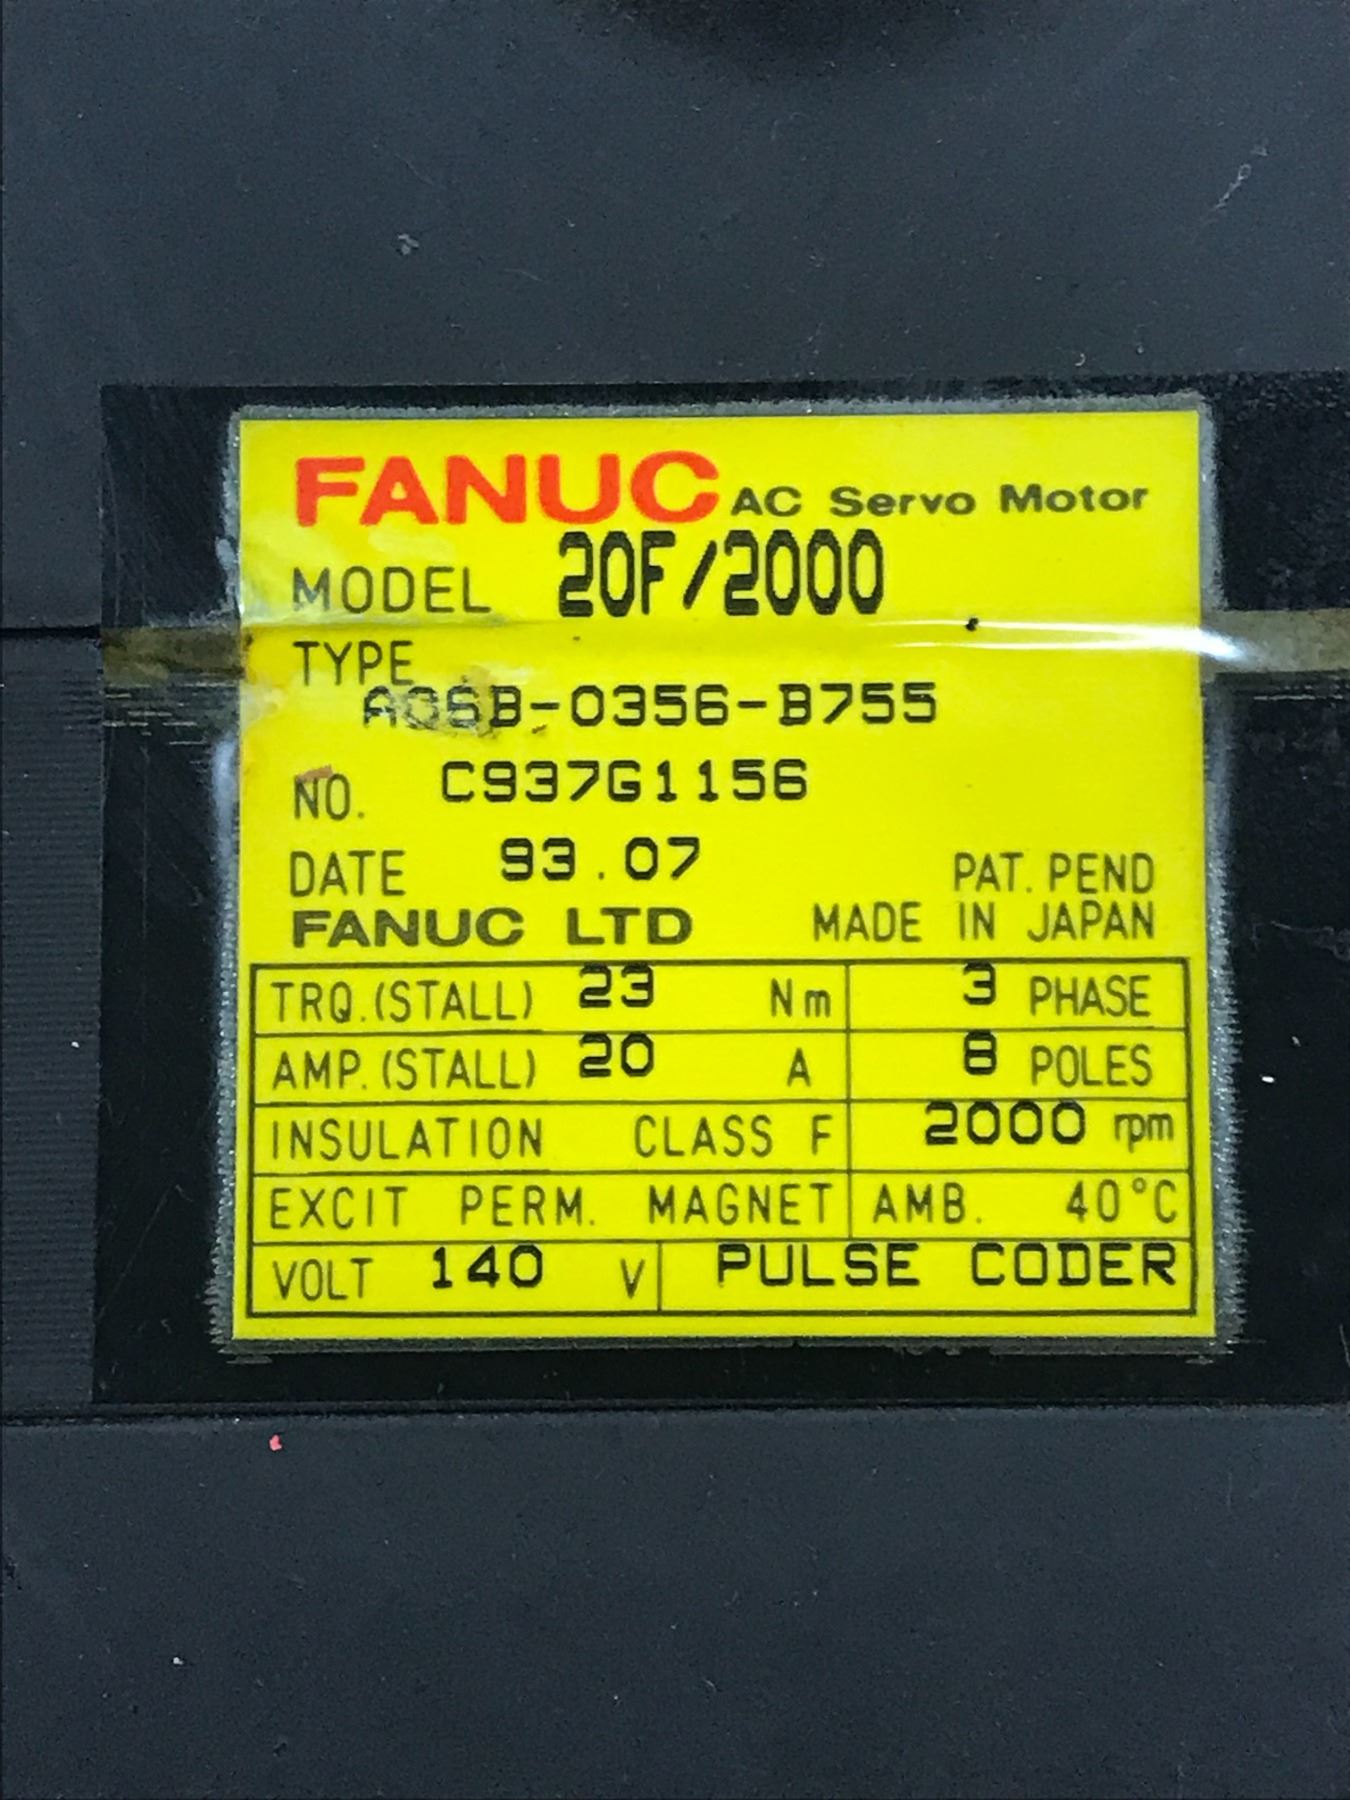 FANUC AC Servo Motor
MODEL 20F/2000
TYPE
A06B-0356-B755
NO. C937G1156
DATE 93.07
PAT. PEND
FANUC LTD MADE IN JAPAN
TRQ.(STALL) 23 Nm 3 PHASE
AMP.(STALL) 20 A 8 POLES
INSULATION CLASS F 2000 rpm
EXCIT PERM. MAGNET AMB. 40°C
VOLT 140 V PULSE CODER